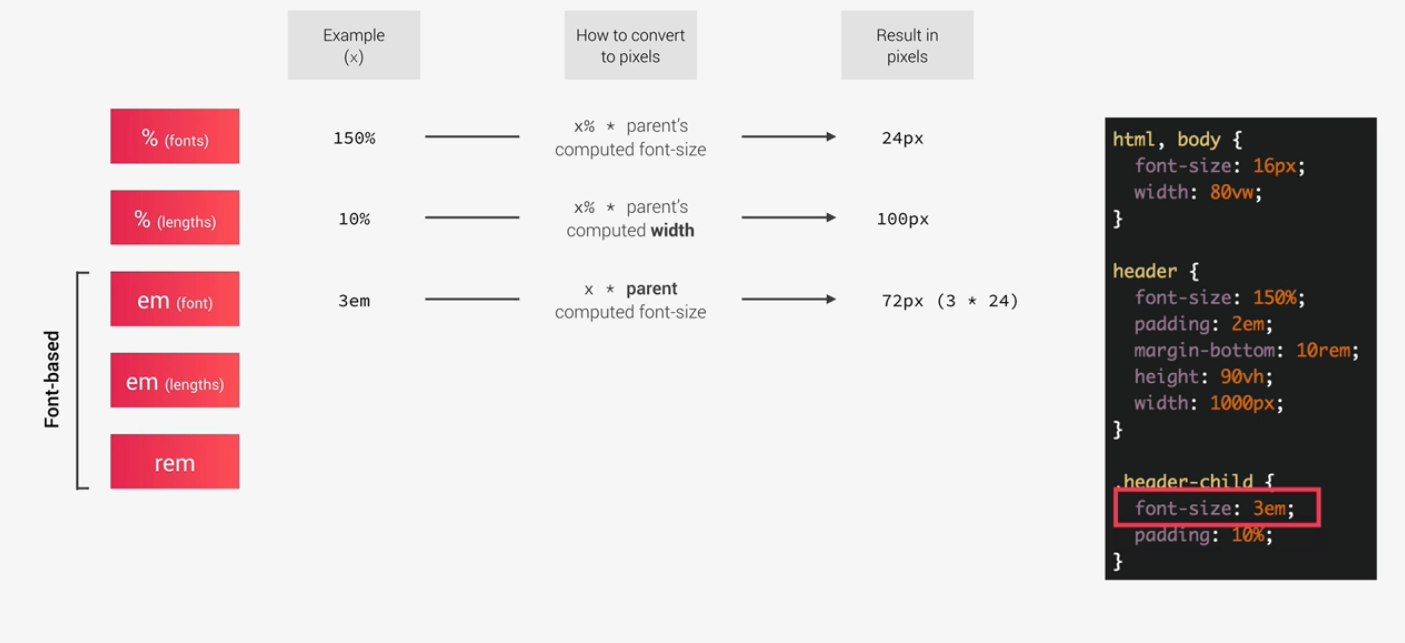 Example
(x)
How to convert
to pixels
Result in
pixels
% (fonts)
150%
x% * parent's
computed font-size
24px
% (lengths)
10%
x% * parent's
computed width
100px
Font-based
em (font)
3em
x * parent
computed font-size
72px (3 * 24)
em (lengths)
rem
html, body {
font-size: 16px;
width: 80vw;
}
header {
font-size: 150%;
padding: 2em;
margin-bottom: 10rem;
height: 90vh;
width: 1000px;
}
.header-child {
font-size: 3em;
padding: 10%;
}